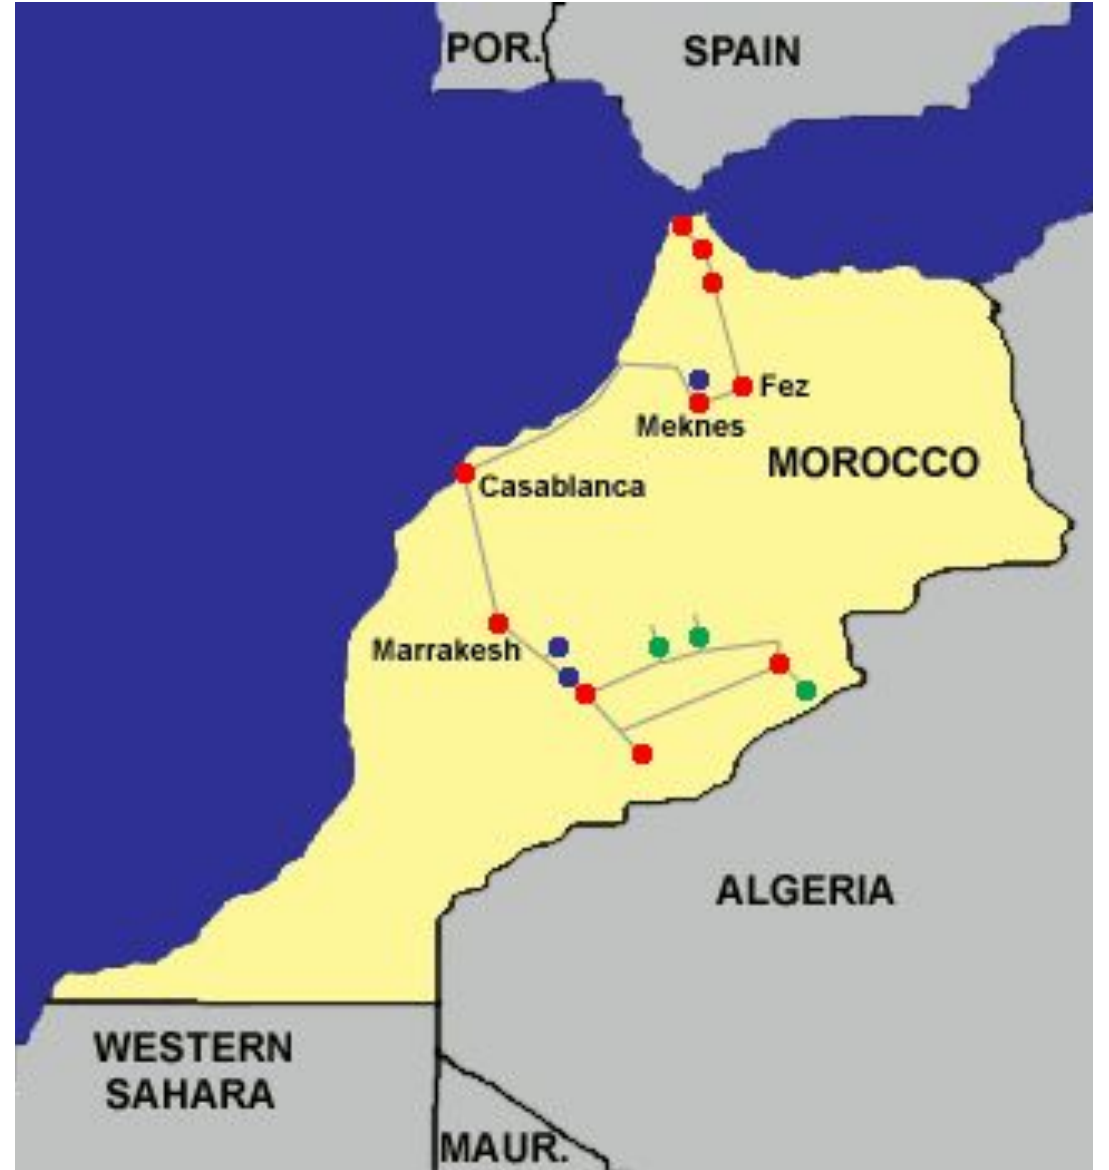 POR.
SPAIN
Fez
Meknes
MOROCCO
Casablanca
Marrakesh
ALGERIA
WESTERN
SAHARA
MAUR.